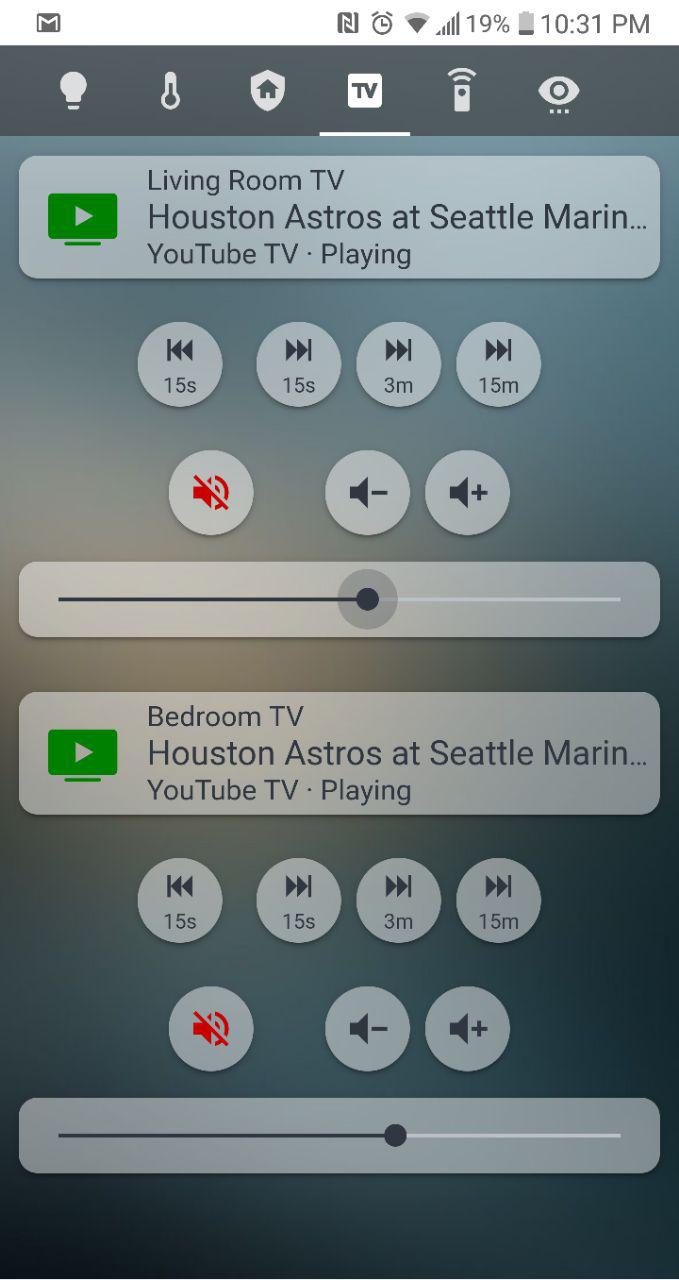 19% 10:31 PM
TV
Living Room TV
Houston Astros at Seattle Marin...
YouTube TV · Playing
15s 15s 3m 15m
Bedroom TV
Houston Astros at Seattle Marin...
YouTube TV · Playing
15s 15s 3m 15m